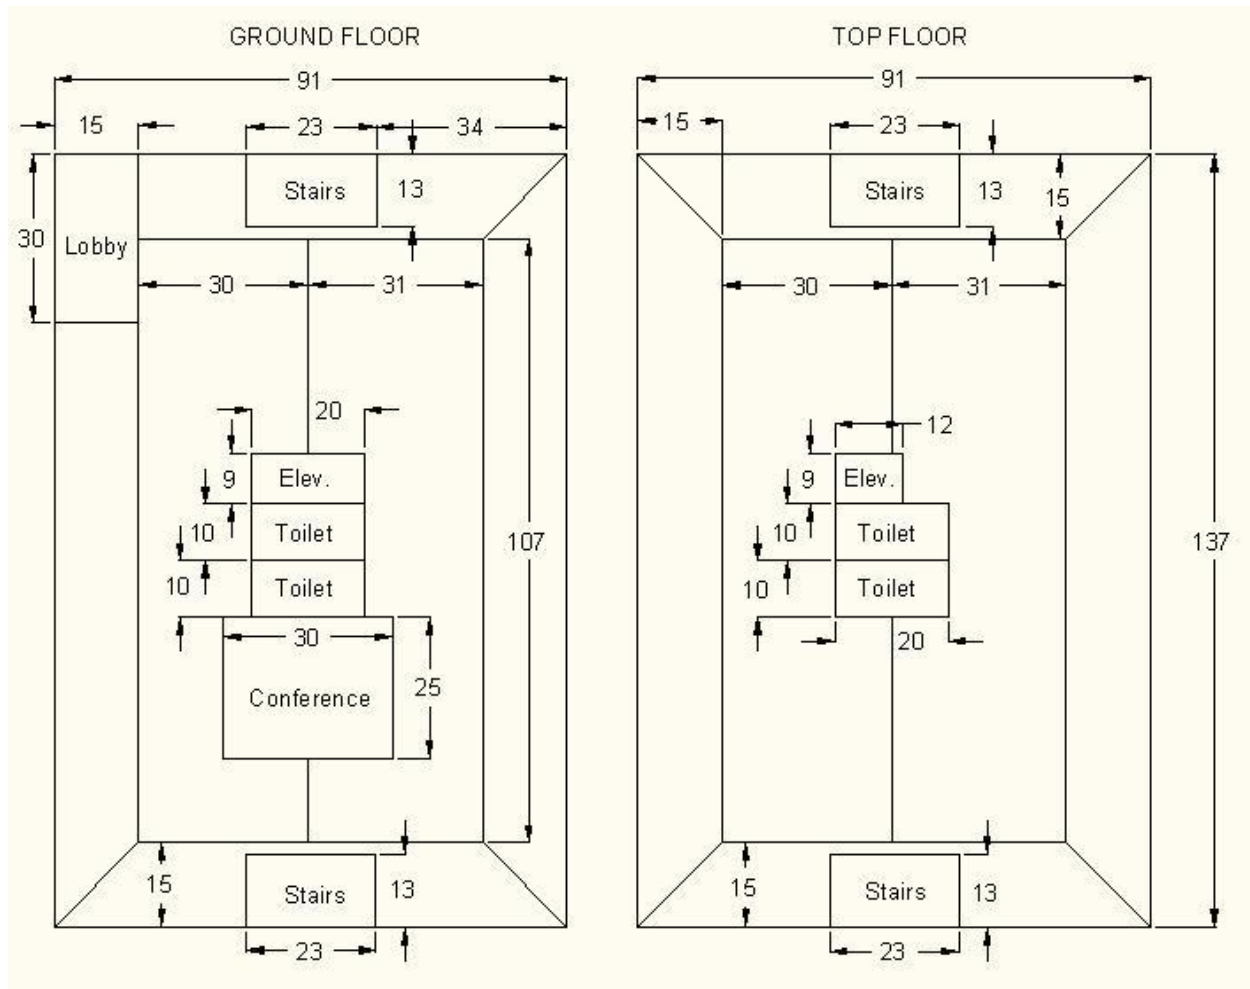 GROUND FLOOR
91
15
23
34
Stairs
13
30
Lobby
30
31
20
9
Elev.
10
Toilet
107
10
Toilet
30
25
Conference
15
Stairs
13
23
TOP FLOOR
91
15
23
Stairs
13
15
30
31
12
9
Elev.
10
Toilet
137
10
Toilet
20
15
Stairs
13
23